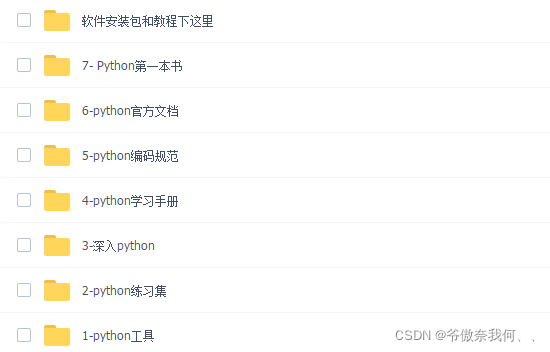 软件安装包和教程下这里
7- Python第一本书
6-python官方文档
5-python编码规范
4-python学习手册
3-深入python
2-python练习集
1-python工具
CSDN @爷傲奈我何、、